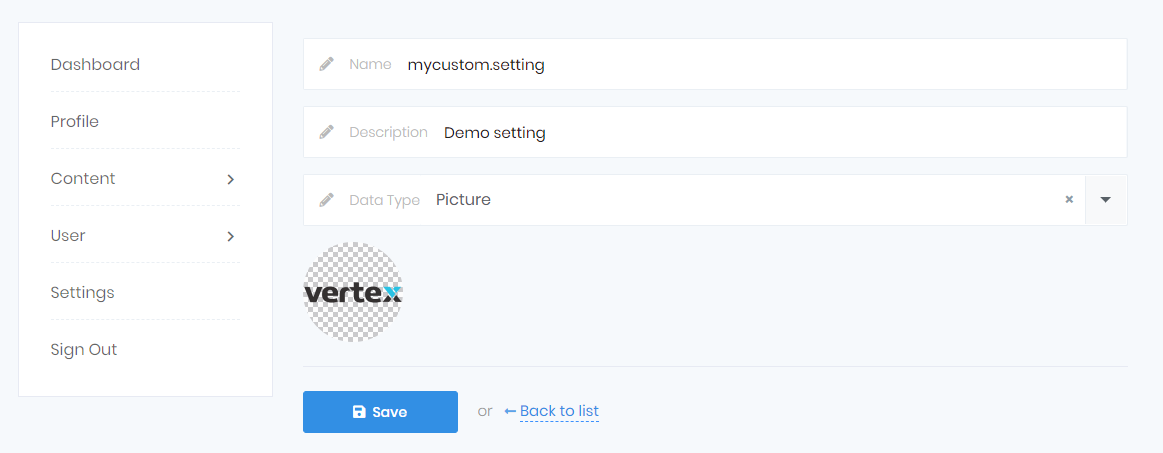 Dashboard
Profile
Content
User
Settings
Sign Out
Name mycustom.setting
Description Demo setting
Data Type Picture
vertex
Save or Back to list